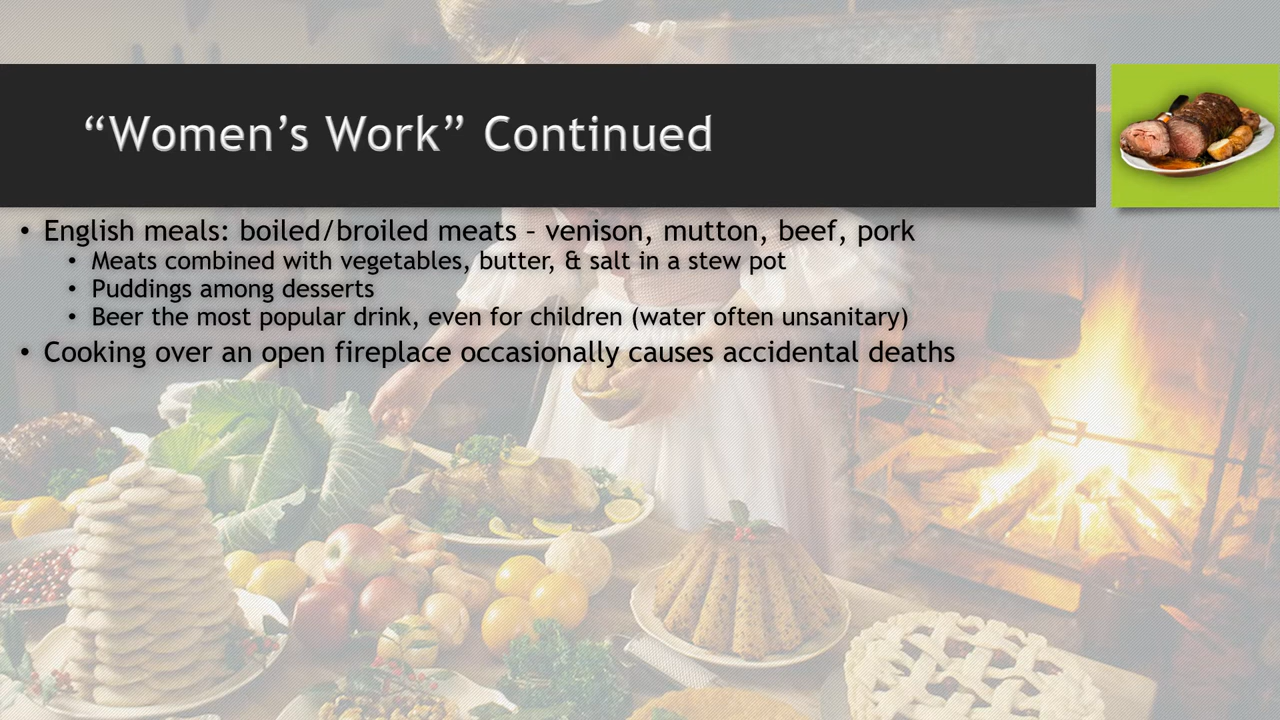 “Women’s Work” Continued
• English meals: boiled/broiled meats – venison, mutton, beef, pork
• Meats combined with vegetables, butter, & salt in a stew pot
• Puddings among desserts
• Beer the most popular drink, even for children (water often unsanitary)
• Cooking over an open fireplace occasionally causes accidental deaths